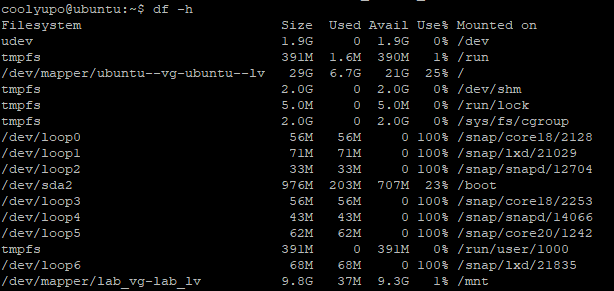 coolyupo@ubuntu:~$ df -h
Filesystem                         Size  Used Avail Use% Mounted on
udev                               1.9G     0  1.9G   0% /dev
tmpfs                              391M  1.6M  390M   1% /run
/dev/mapper/ubuntu--vg-ubuntu--lv   29G  6.7G   21G  25% /
tmpfs                              2.0G     0  2.0G   0% /dev/shm
tmpfs                              5.0M     0  5.0M   0% /run/lock
tmpfs                              2.0G     0  2.0G   0% /sys/fs/cgroup
/dev/loop0                          56M   56M     0 100% /snap/core18/2128
/dev/loop1                          71M   71M     0 100% /snap/lxd/21029
/dev/loop2                          33M   33M     0 100% /snap/snapd/12704
/dev/sda2                          976M  203M  707M  23% /boot
/dev/loop3                          56M   56M     0 100% /snap/core18/2253
/dev/loop4                          43M   43M     0 100% /snap/snapd/14066
/dev/loop5                          62M   62M     0 100% /snap/core20/1242
tmpfs                              391M     0  391M   0% /run/user/1000
/dev/loop6                          68M   68M     0 100% /snap/lxd/21835
/dev/mapper/lab_vg-lab_lv          9.8G   37M  9.3G   1% /mnt